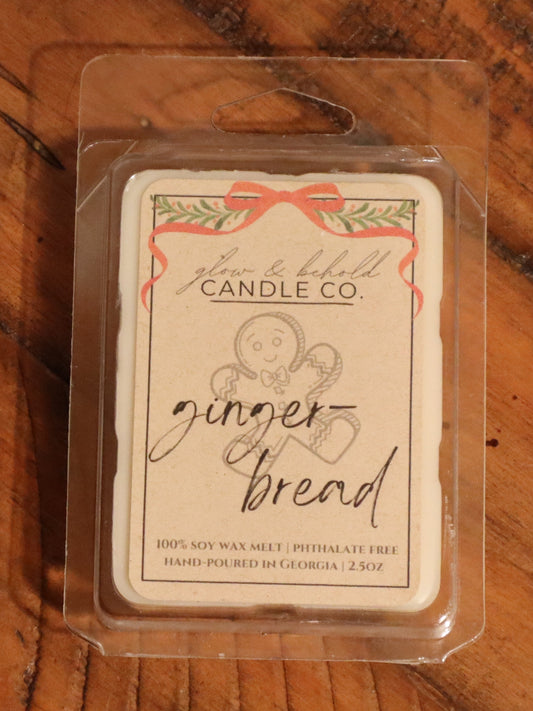 glow & behold
CANDLE CO.
ginger-
bread
100% SOY WAX MELT | PHTHALATE FREE
HAND-POURED IN GEORGIA | 2.5OZ